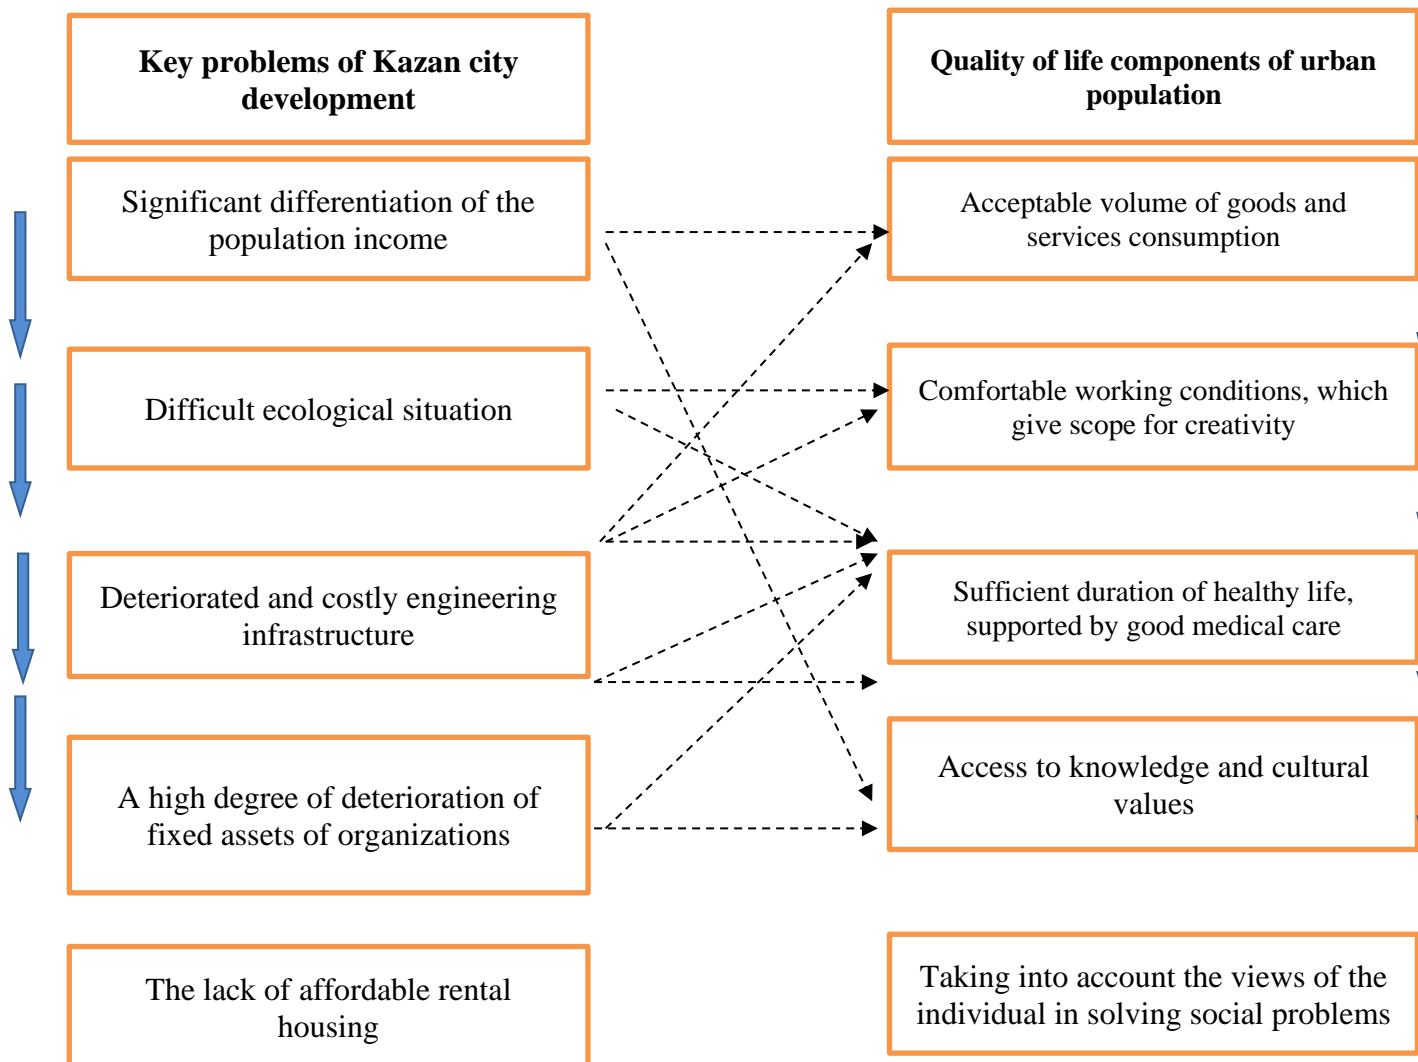 Key problems of Kazan city
development
Significant differentiation of the
population income
Difficult ecological situation
Deteriorated and costly engineering
infrastructure
A high degree of deterioration of
fixed assets of organizations
The lack of affordable rental
housing
Quality of life components of urban
population
Acceptable volume of goods and
services consumption
Comfortable working conditions, which
give scope for creativity
Sufficient duration of healthy life,
supported by good medical care
Access to knowledge and cultural
values
Taking into account the views of the
individual in solving social problems